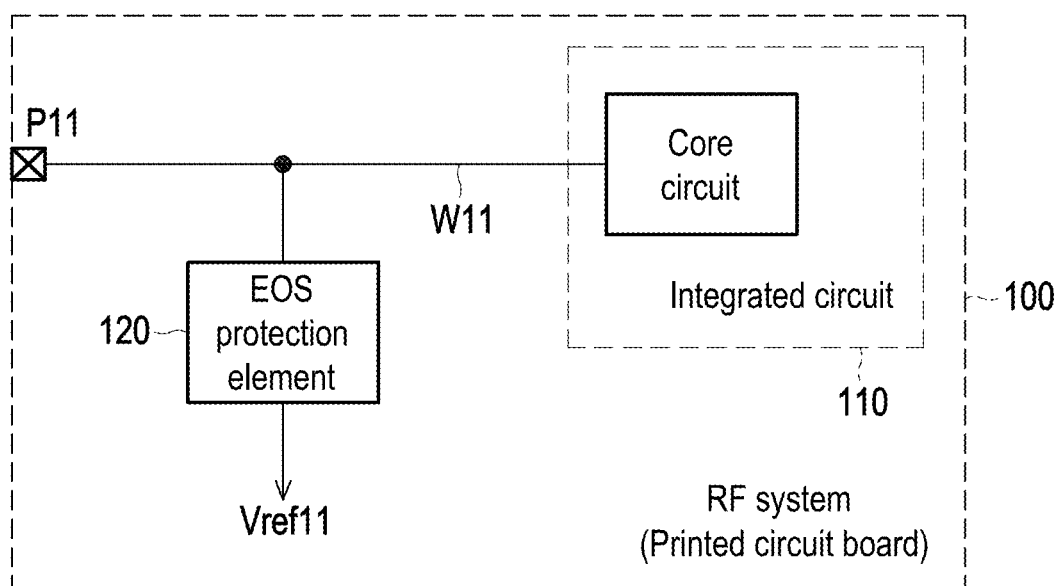 P11
W11
Core
circuit
Integrated circuit
100
110
EOS
protection
element
120
Vref11
RF system
(Printed circuit board)